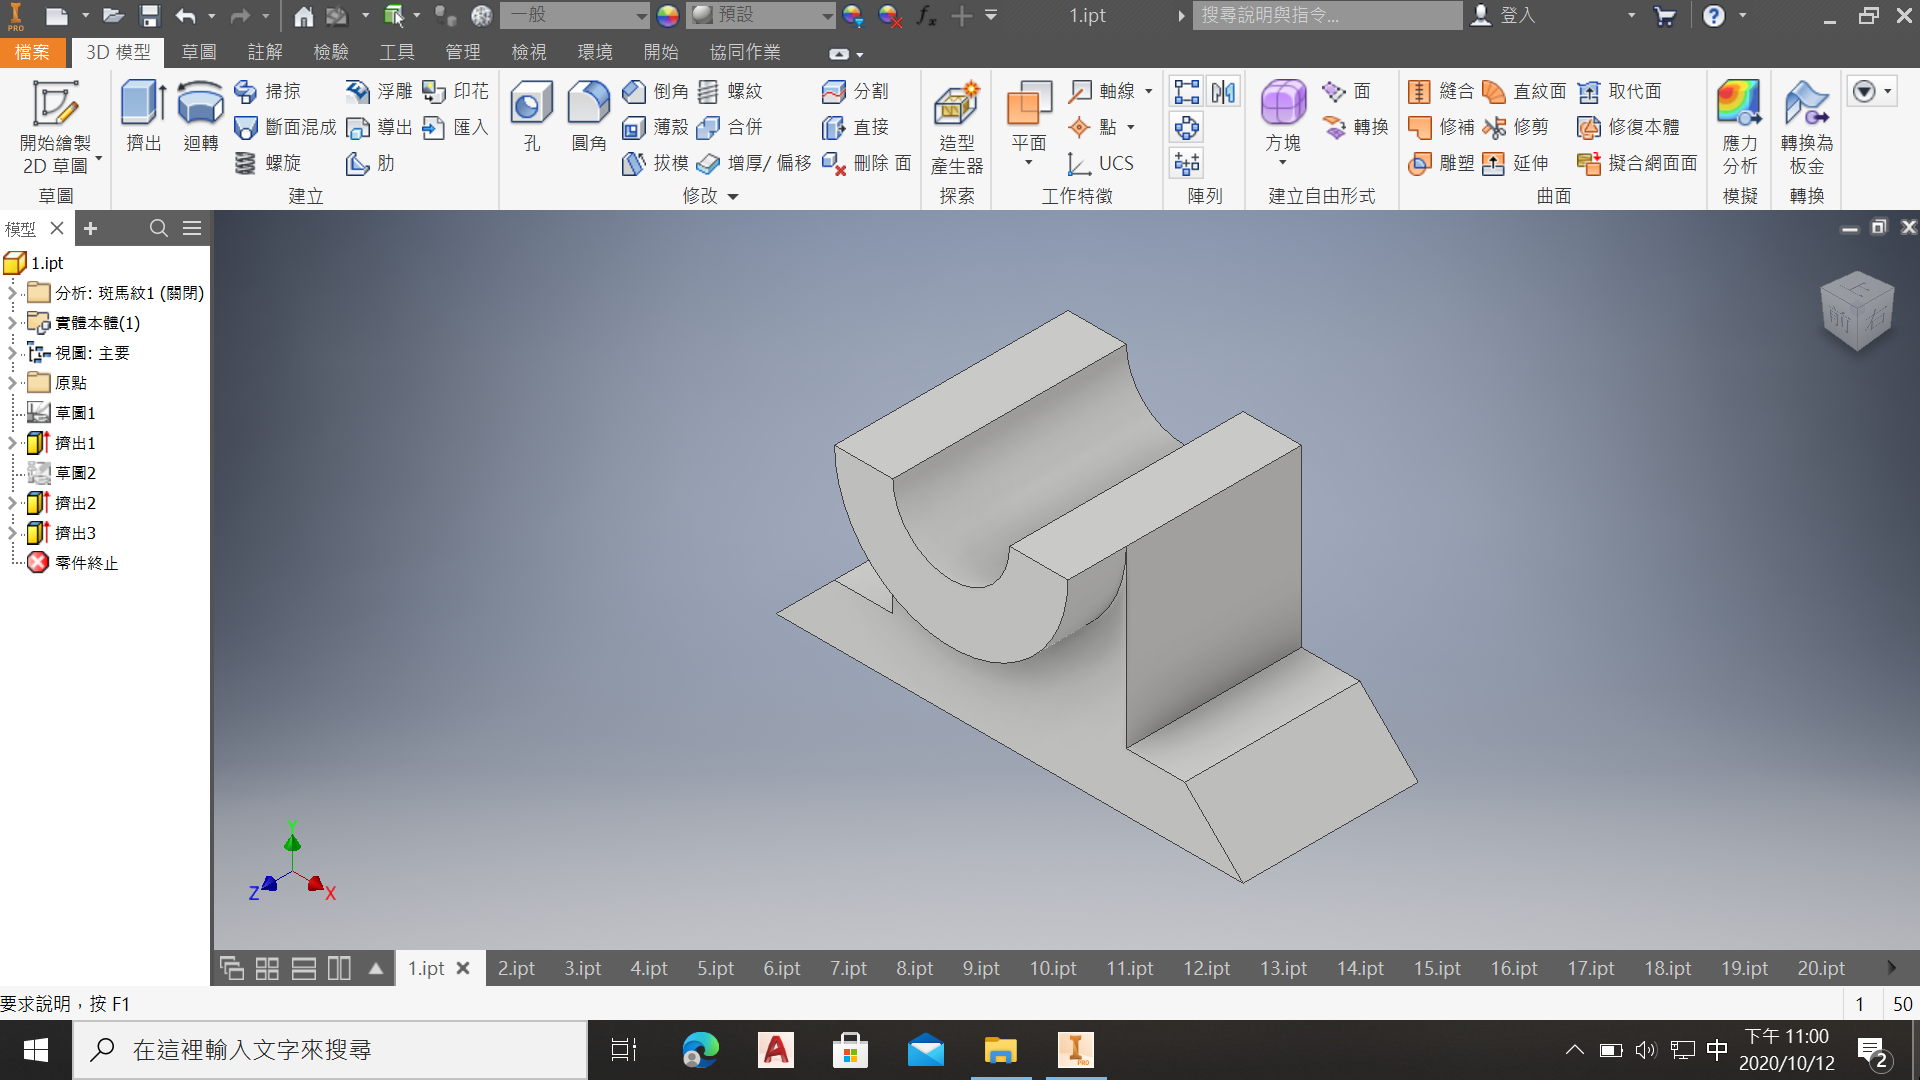 PRO
一般
預設
fx
1.ipt
搜尋說明與指令...
登入
檔案
3D 模型
草圖
註解
檢驗
工具
管理
檢視
環境
開始
協同作業
開始繪製
2D 草圖
草圖
擠出
迴轉
掃掠
斷面混成
螺旋
浮雕
導出
肋
印花
匯入
建立
孔
圓角
倒角
薄殼
拔模
螺紋
合併
增厚/ 偏移
分割
直接
刪除 面
修改
造型
產生器
探索
平面
軸線
點
UCS
工作特徵
陣列
方塊
面
轉換
建立自由形式
縫合
修補
雕塑
直紋面
修剪
延伸
取代面
修復本體
擬合網面面
曲面
應力
分析
模擬
轉換為
板金
轉換
模型
1.ipt
分析: 斑馬紋1 (關閉)
實體本體(1)
視圖: 主要
原點
草圖1
擠出1
草圖2
擠出2
擠出3
零件終止
上
前
右
Y
Z
X
1.ipt
2.ipt
3.ipt
4.ipt
5.ipt
6.ipt
7.ipt
8.ipt
9.ipt
10.ipt
11.ipt
12.ipt
13.ipt
14.ipt
15.ipt
16.ipt
17.ipt
18.ipt
19.ipt
20.ipt
要求說明，按 F1
1
50
在這裡輸入文字來搜尋
PRO
中
下午 11:00
2020/10/12
2